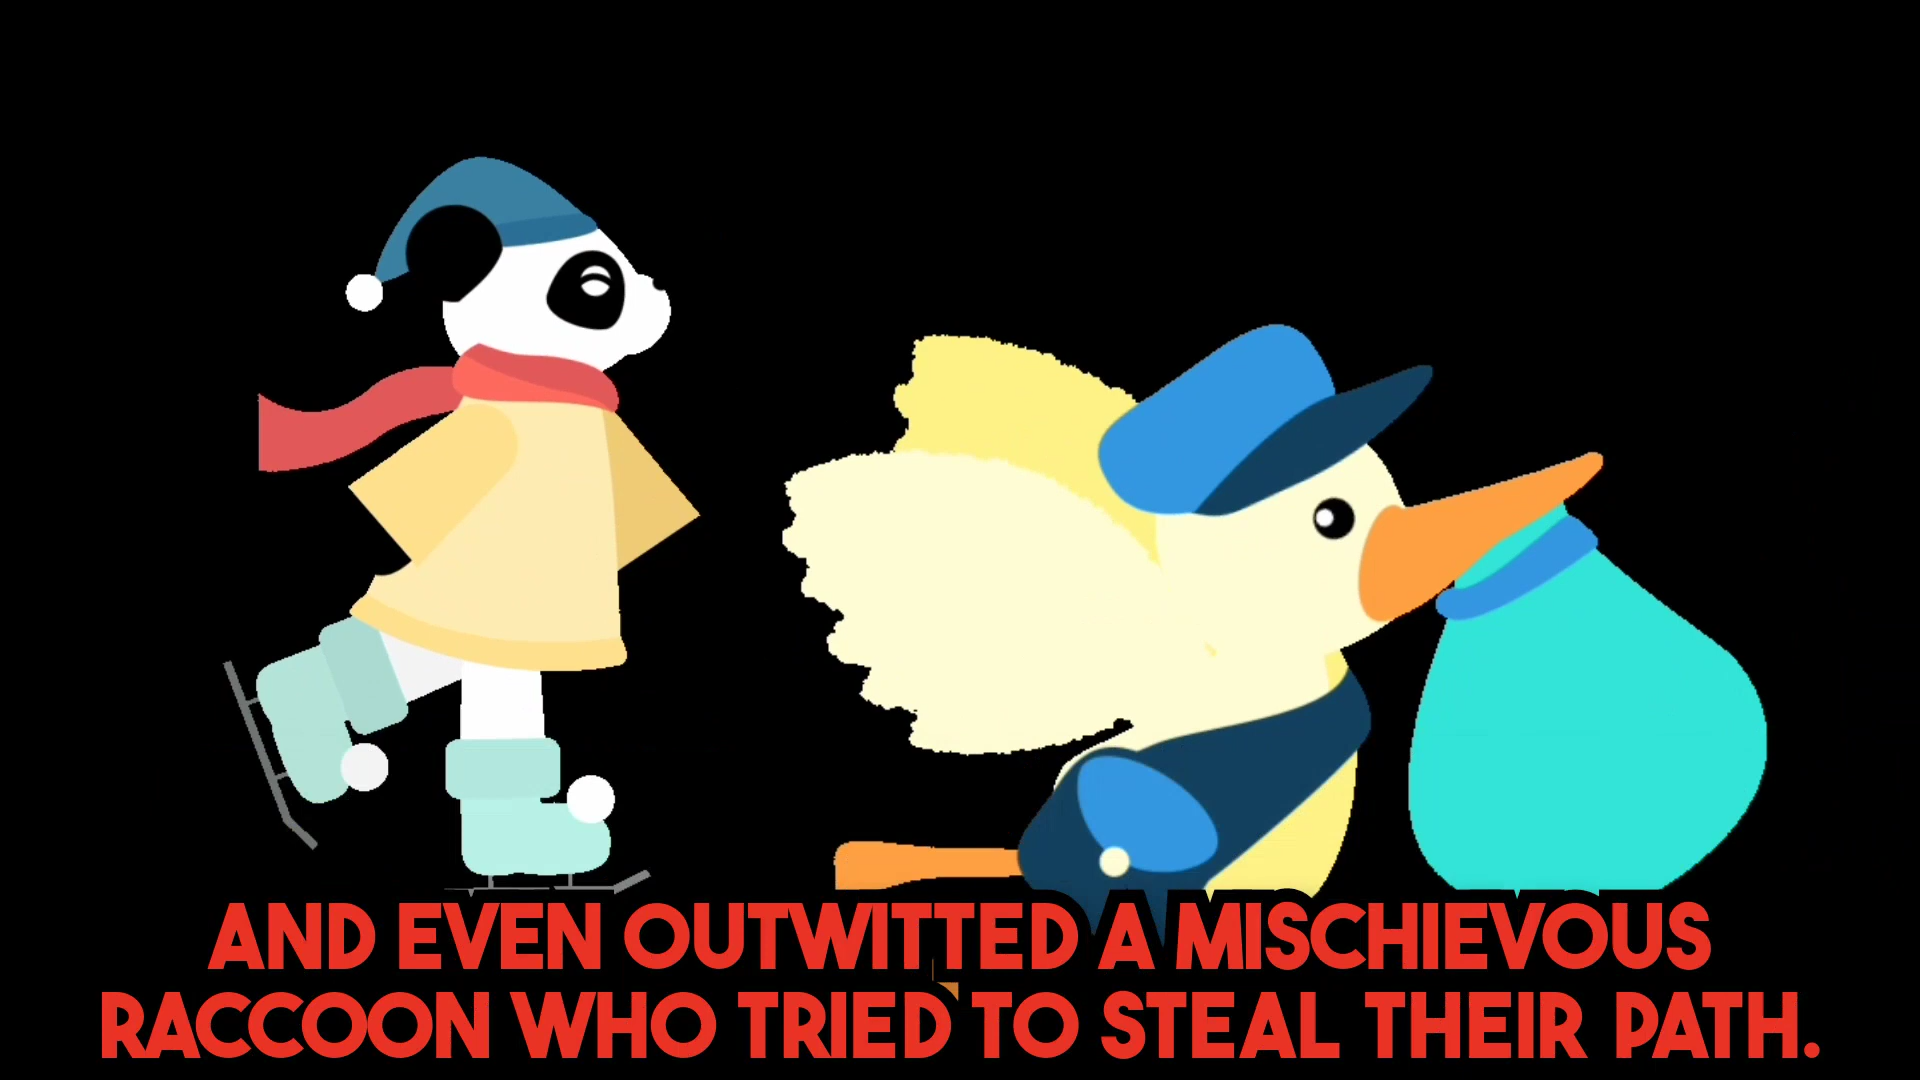 AND EVEN OUTWITTED A MISCHIEVOUS
RACCOON WHO TRIED TO STEAL THEIR PATH.